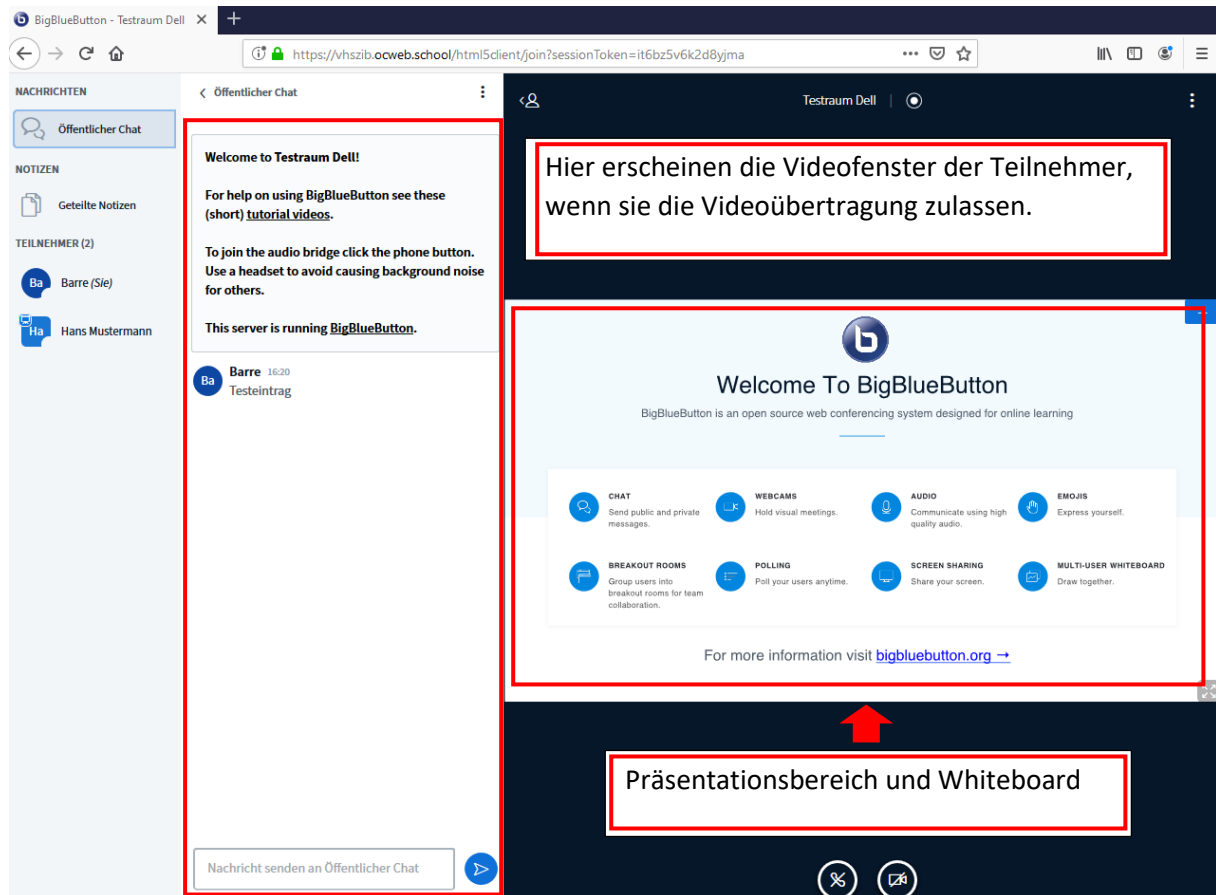 BigBlueButton - Testraum Dell
https://vhszib.ocweb.school/html5client/join?sessionToken=it6bz5v6k2d8yjma
NACHRICHTEN
Öffentlicher Chat
NOTIZEN
Geteilte Notizen
TEILNEHMER (2)
Ba Barre (Sie)
Ha Hans Mustermann
Öffentlicher Chat
Welcome to Testraum Dell!
For help on using BigBlueButton see these
(short) tutorial videos.
To join the audio bridge click the phone button.
Use a headset to avoid causing background noise
for others.
This server is running BigBlueButton.
Ba Barre 16:20
Testeintrag
Nachricht senden an Öffentlicher Chat
Testraum Dell
Hier erscheinen die Videofenster der Teilnehmer,
wenn sie die Videoübertragung zulassen.
Welcome To BigBlueButton
BigBlueButton is an open source web conferencing system designed for online learning
CHAT
Send public and private
messages.
WEBCAMS
Hold visual meetings.
AUDIO
Communicate using high
quality audio.
EMOJIS
Express yourself.
BREAKOUT ROOMS
Group users into
breakout rooms for team
collaboration.
POLLING
Poll your users anytime.
SCREEN SHARING
Share your screen.
MULTI-USER WHITEBOARD
Draw together.
For more information visit bigbluebutton.org →
Präsentationsbereich und Whiteboard